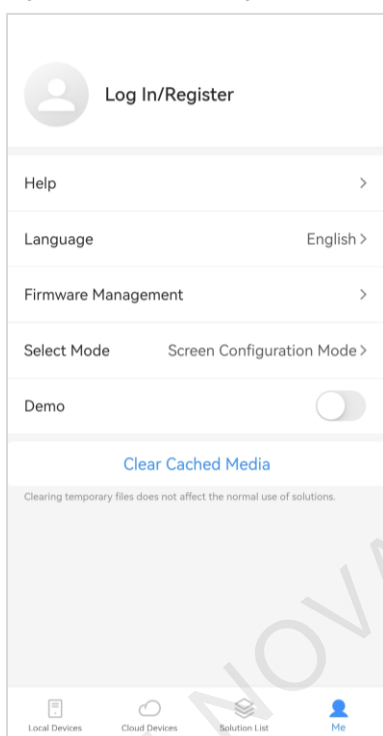 Log In/Register
Help
Language English
Firmware Management
Select Mode Screen Configuration Mode
Demo
Clear Cached Media
Clearing temporary files does not affect the normal use of solutions.
NOVA
Local Devices Cloud Devices Solution List Me